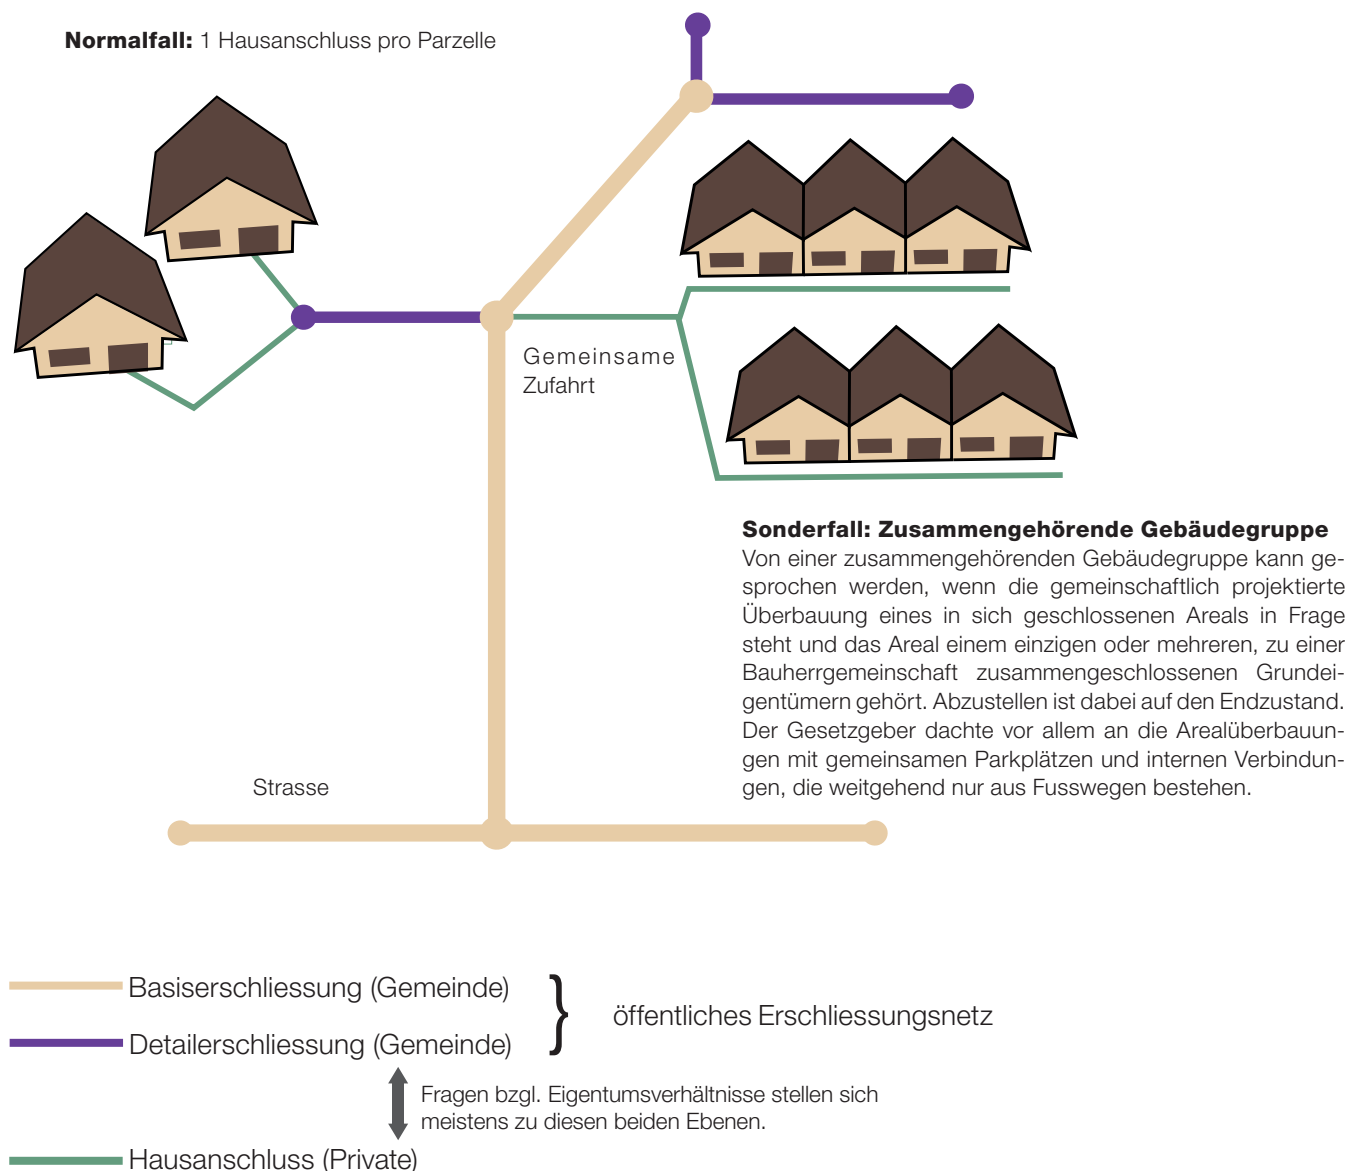 Normalfall: 1 Hausanschluss pro Parzelle
Gemeinsame
Zufahrt
Sonderfall: Zusammengehörende Gebäudegruppe
Von einer zusammengehörenden Gebäudegruppe kann ge-
sprochen werden, wenn die gemeinschaftlich projektierte
Überbauung eines in sich geschlossenen Areals in Frage
steht und das Areal einem einzigen oder mehreren, zu einer
Bauherrgemeinschaft zusammengeschlossenen Grundei-
gentümern gehört. Abzustellen ist dabei auf den Endzustand.
Der Gesetzgeber dachte vor allem an die Arealüberbauun-
gen mit gemeinsamen Parkplätzen und internen Verbindun-
gen, die weitgehend nur aus Fusswegen bestehen.
Strasse
Basiserschliessung (Gemeinde)
öffentliches Erschliessungsnetz
Detailerschliessung (Gemeinde)
Fragen bzgl. Eigentumsverhältnisse stellen sich
meistens zu diesen beiden Ebenen.
Hausanschluss (Private)